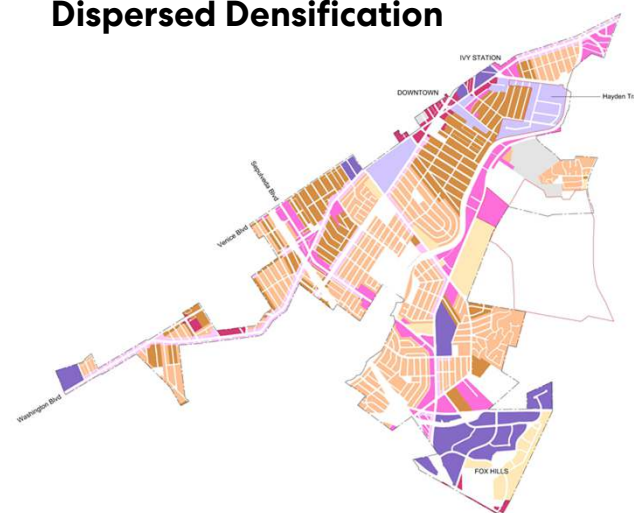 Dispersed Densification
IVY STATION
DOWNTOWN
Hayden Tr
Sepulveda Blvd
Venice Blvd
Washington Blvd
FOX HILLS